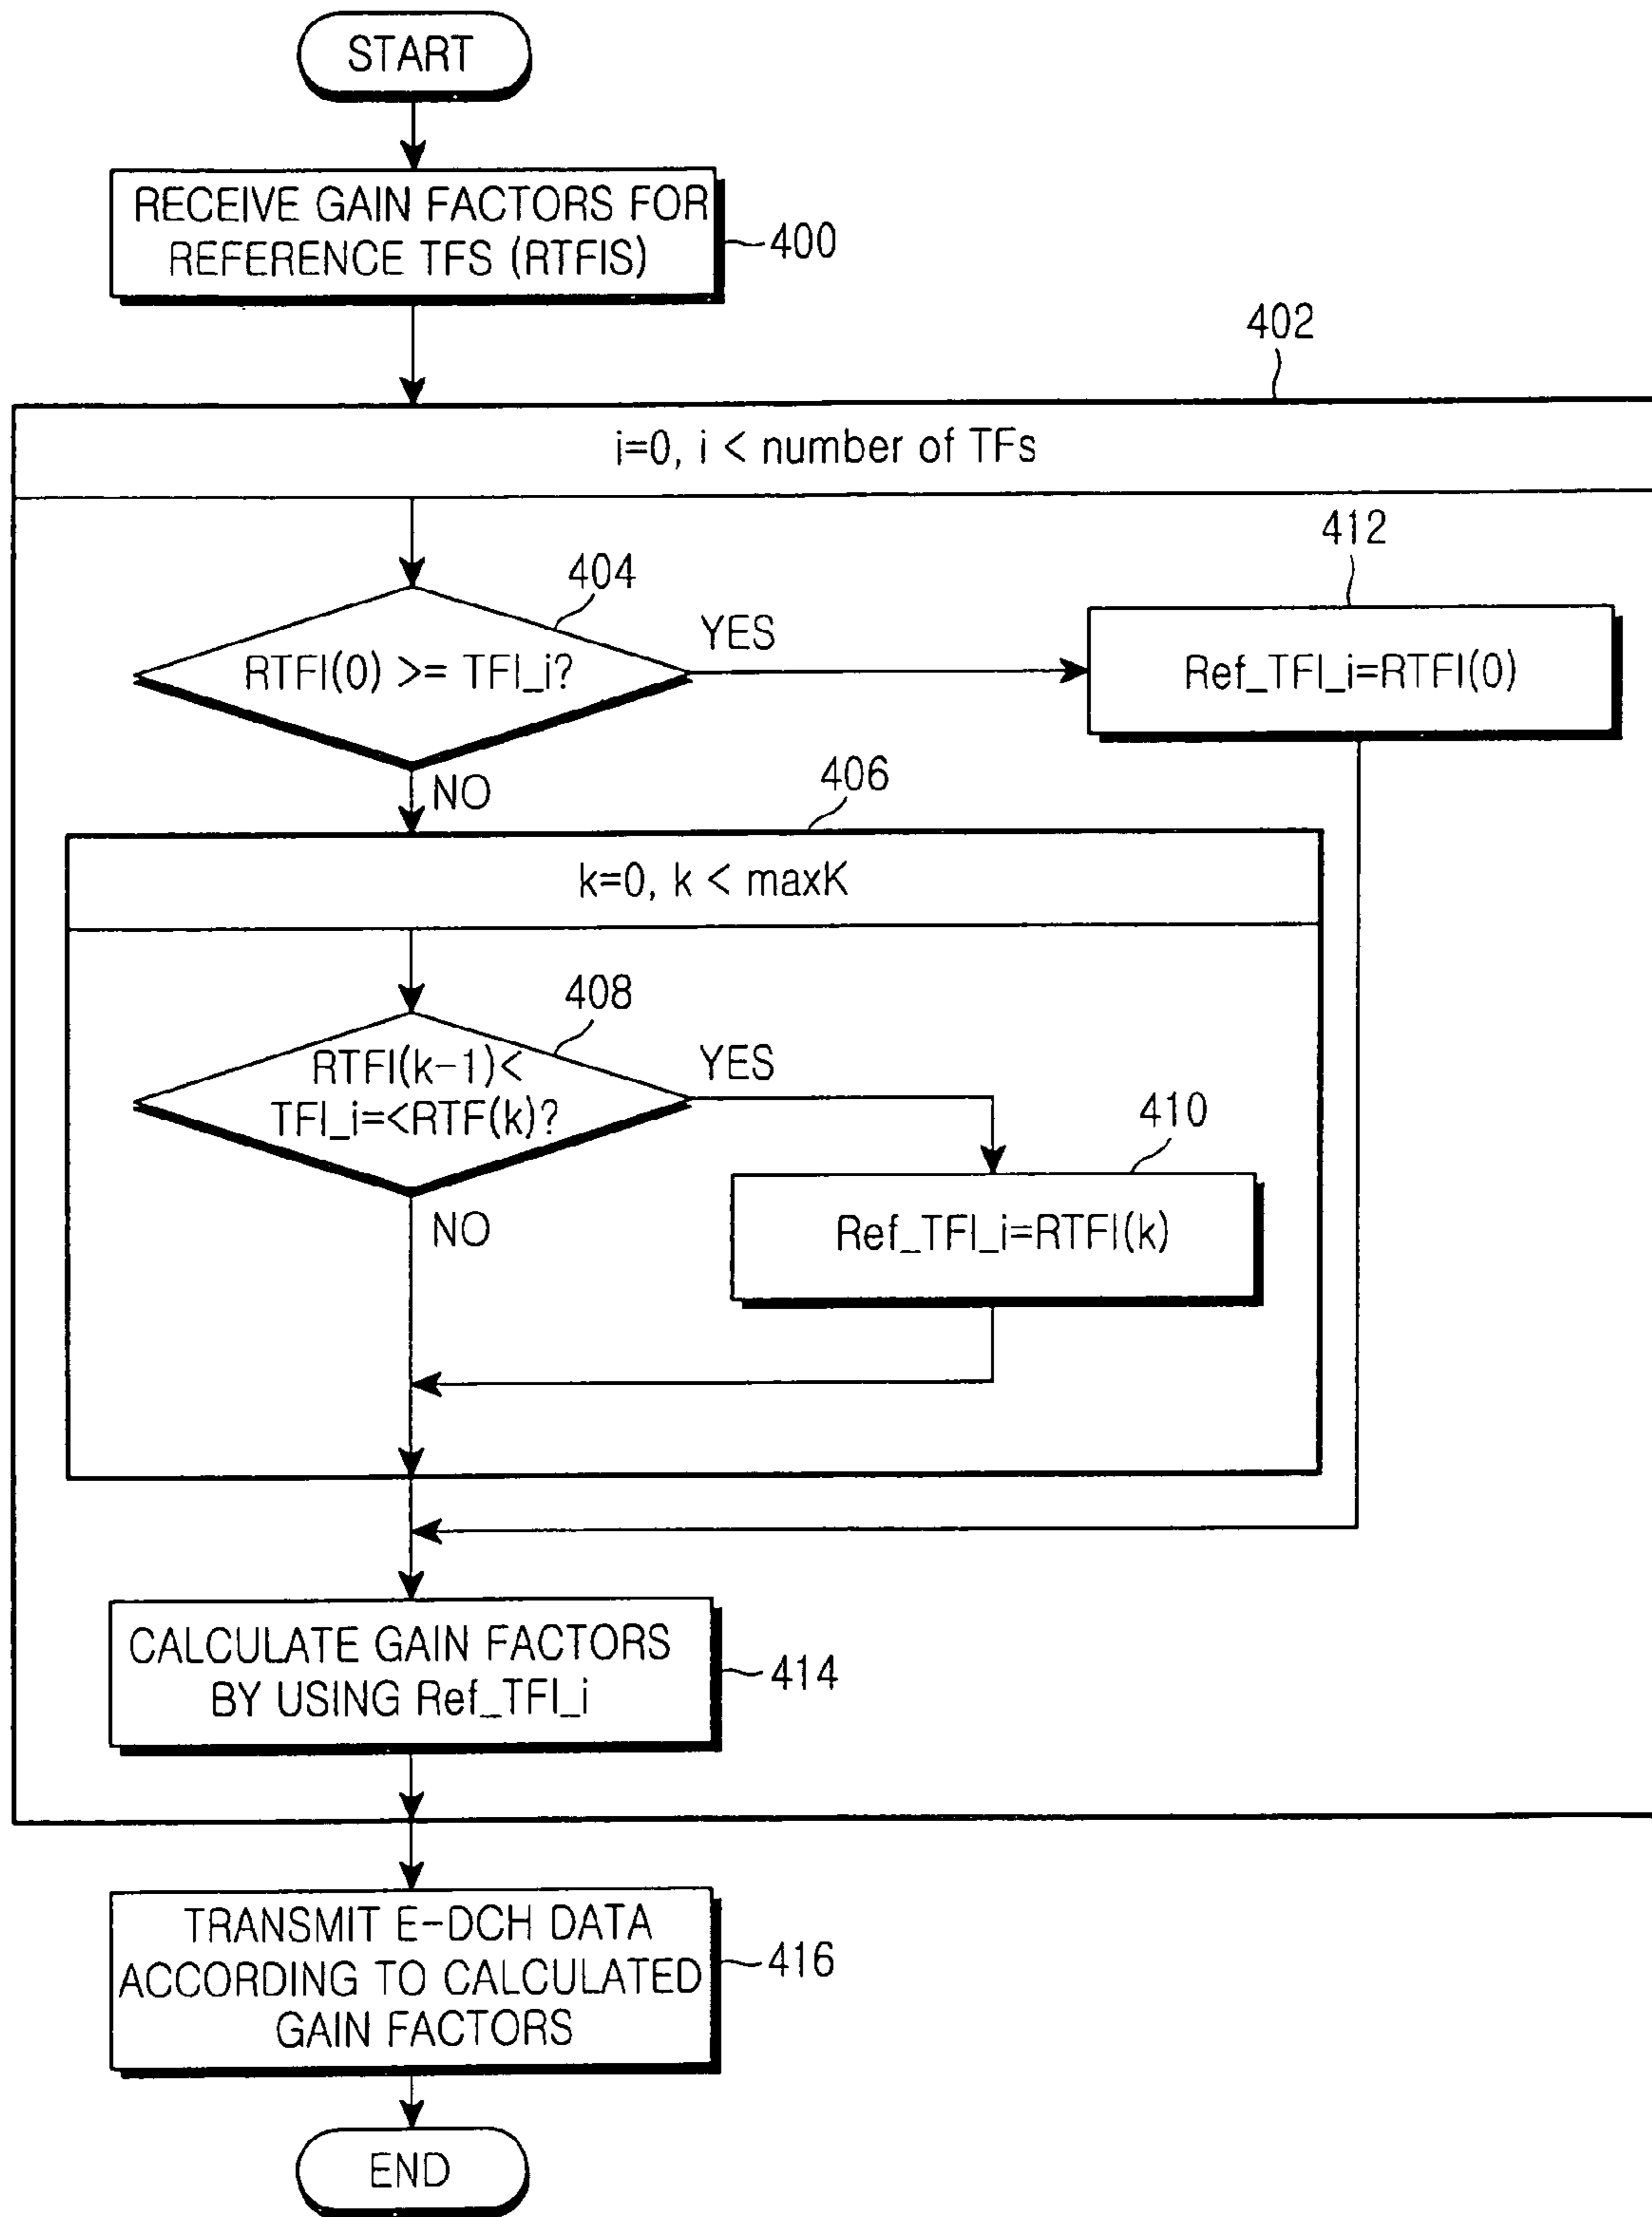 START
RECEIVE GAIN FACTORS FOR
REFERENCE TFS (RTFIS)
400
402
i=0, i < number of TFs
404
412
RTFI(0) >= TFI_i?
YES
Ref_TFI_i=RTFI(0)
NO
406
k=0, k < maxK
408
RTFI(k-1)<
TFI_i=<RTF(k)?
YES
410
Ref_TFI_i=RTFI(k)
NO
CALCULATE GAIN FACTORS
BY USING Ref_TFI_i
414
TRANSMIT E-DCH DATA
ACCORDING TO CALCULATED
GAIN FACTORS
416
END